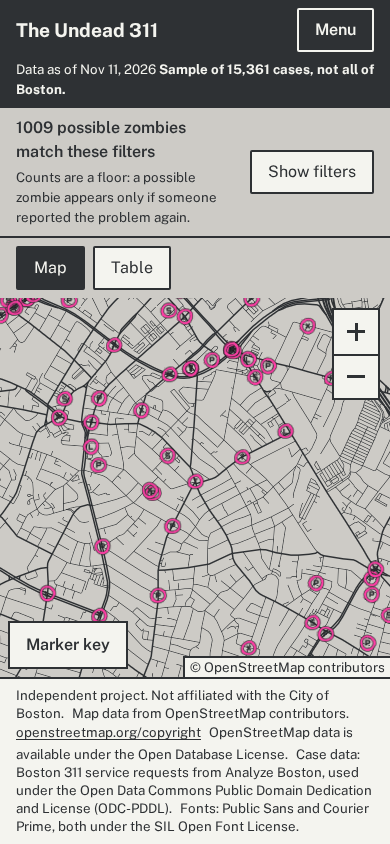 The Undead 311
Menu
Data as of Nov 11, 2026 Sample of 15,361 cases, not all of
Boston.
1009 possible zombies
match these filters
Counts are a floor: a possible
zombie appears only if someone
reported the problem again.
Show filters
Map
Table
+
−
Marker key
© OpenStreetMap contributors
Independent project. Not affiliated with the City of
Boston. Map data from OpenStreetMap contributors.
openstreetmap.org/copyright OpenStreetMap data is
available under the Open Database License. Case data:
Boston 311 service requests from Analyze Boston, used
under the Open Data Commons Public Domain Dedication
and License (ODC-PDDL). Fonts: Public Sans and Courier
Prime, both under the SIL Open Font License.